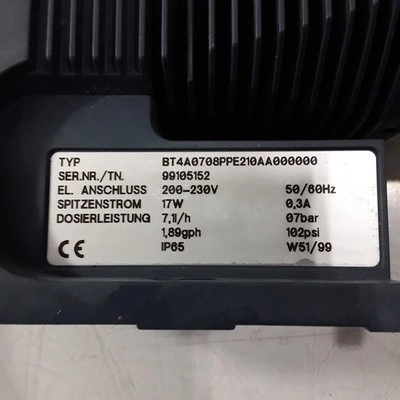 TYP BT4A0708PPE210AA000000
SER.NR./TN. 99105152
EL. ANSCHLUSS 200-230V 50/60Hz
SPITZENSTROM 17W 0,3A
DOSIERLEISTUNG 7,1l/h 07bar
1,89gph 102psi
CE IP65 W51/99